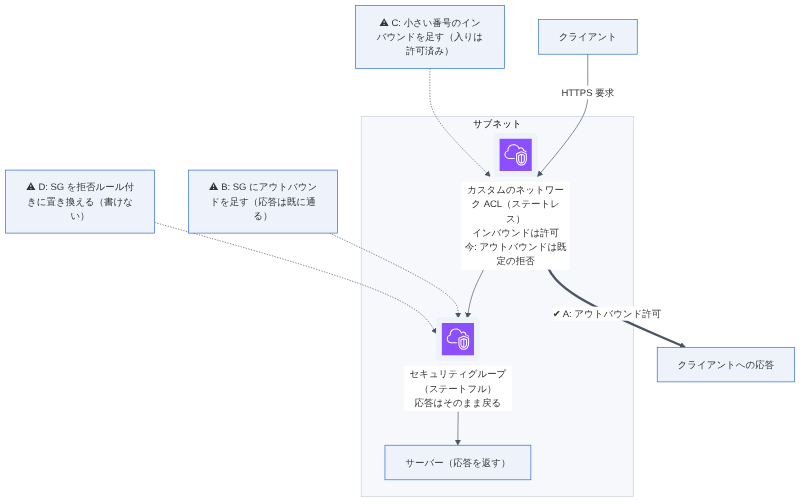 ⚠ C: 小さい番号のイン
バウンドを足す（入りは
許可済み）
クライアント
HTTPS 要求
サブネット
⚠ D: SG を拒否ルール付
きに置き換える（書けな
い）
⚠ B: SG にアウトバウン
ドを足す（応答は既に通
る）
カスタムのネットワー
ク ACL（ステートレ
ス）
インバウンドは許可
今: アウトバウンドは既
定の拒否
✔ A: アウトバウンド許可
クライアントへの応答
セキュリティグループ
（ステートフル）
応答はそのまま戻る
サーバー（応答を返す）